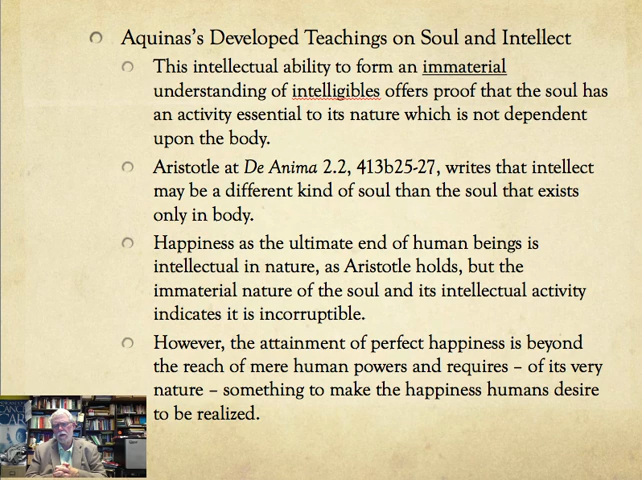 Aquinas's Developed Teachings on Soul and Intellect
This intellectual ability to form an immaterial
understanding of intelligibles offers proof that the soul has
an activity essential to its nature which is not dependent
upon the body.
Aristotle at De Anima 2.2, 413b25-27, writes that intellect
may be a different kind of soul than the soul that exists
only in body.
Happiness as the ultimate end of human beings is
intellectual in nature, as Aristotle holds, but the
immaterial nature of the soul and its intellectual activity
indicates it is incorruptible.
However, the attainment of perfect happiness is beyond
the reach of mere human powers and requires – of its very
nature – something to make the happiness humans desire
to be realized.